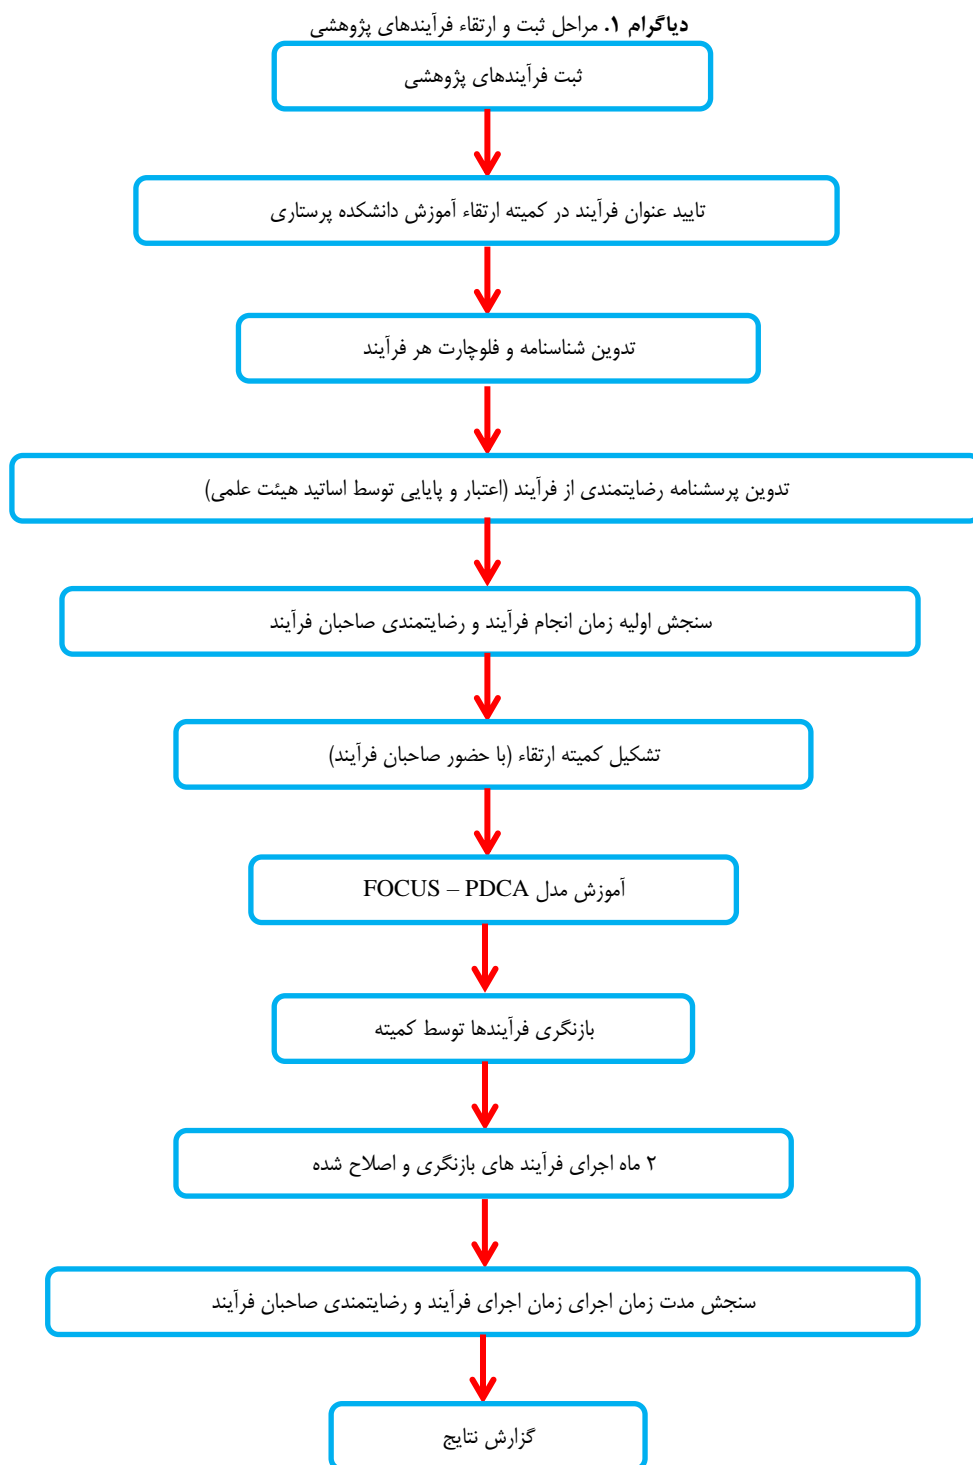 دیاگرام ۱. مراحل ثبت و ارتقاء فرآیندهای پژوهشی
ثبت فرآیندهای پژوهشی
تایید عنوان فرآیند در کمیته ارتقاء آموزش دانشکده پرستاری
تدوین شناسنامه و فلوچارت هر فرآیند
تدوین پرسشنامه رضایتمندی از فرآیند (اعتبار و پایایی توسط اساتید هیئت علمی)
سنجش اولیه زمان انجام فرآیند و رضایتمندی صاحبان فرآیند
تشکیل کمیته ارتقاء (با حضور صاحبان فرآیند)
آموزش مدل FOCUS – PDCA
بازنگری فرآیندها توسط کمیته
۲ ماه اجرای فرآیند های بازنگری و اصلاح شده
سنجش مدت زمان اجرای زمان اجرای فرآیند و رضایتمندی صاحبان فرآیند
گزارش نتایج